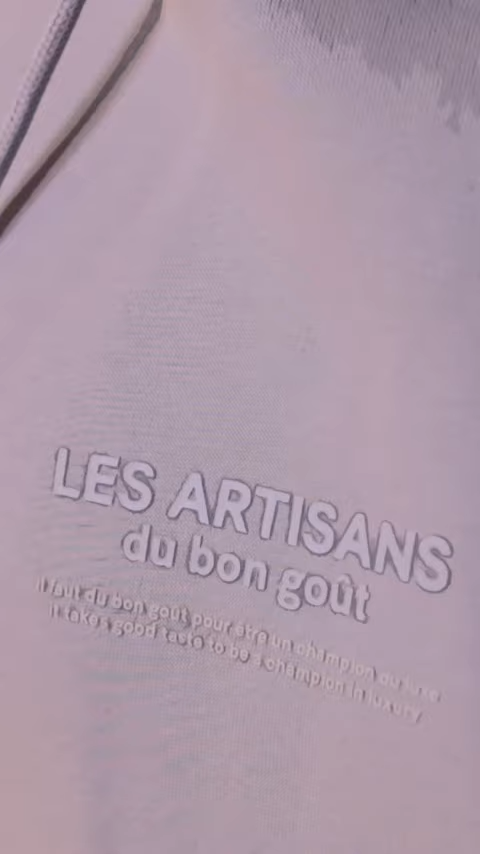 LES ARTISANS
du bon goût
il faut du bon goût pour être un champion du luxe
It takes good taste to be a champion in luxury